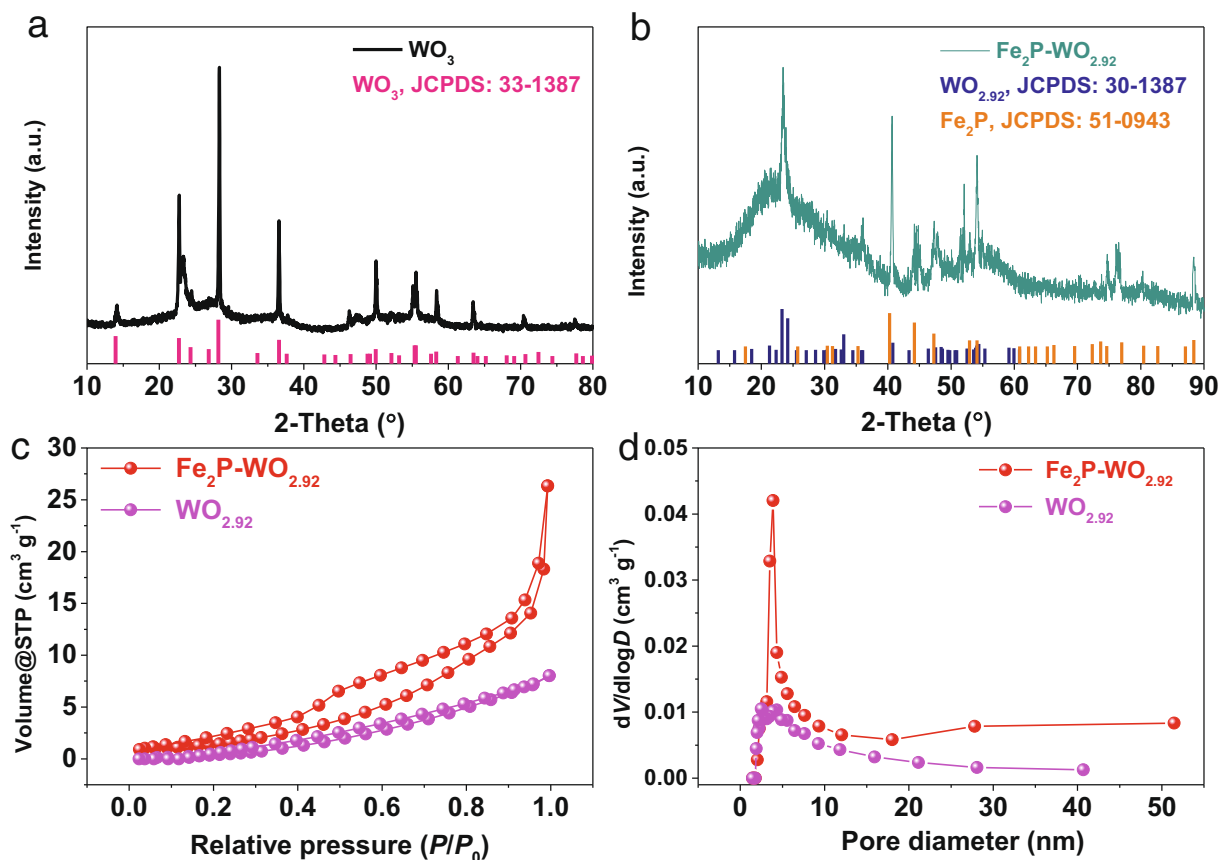 a
WO3
WO3, JCPDS: 33-1387
Intensity (a.u.)
10 20 30 40 50 60 70 80
2-Theta (°)
b
Fe2P-WO2.92
WO2.92, JCPDS: 30-1387
Fe2P, JCPDS: 51-0943
Intensity (a.u.)
10 20 30 40 50 60 70 80 90
2-Theta (°)
c
Fe2P-WO2.92
WO2.92
Volume@STP (cm3 g-1)
30
25
20
15
10
5
0
0.0 0.2 0.4 0.6 0.8 1.0
Relative pressure (P/P0)
d
Fe2P-WO2.92
WO2.92
dV/dlogD (cm3 g-1)
0.05
0.04
0.03
0.02
0.01
0.00
0 10 20 30 40 50
Pore diameter (nm)